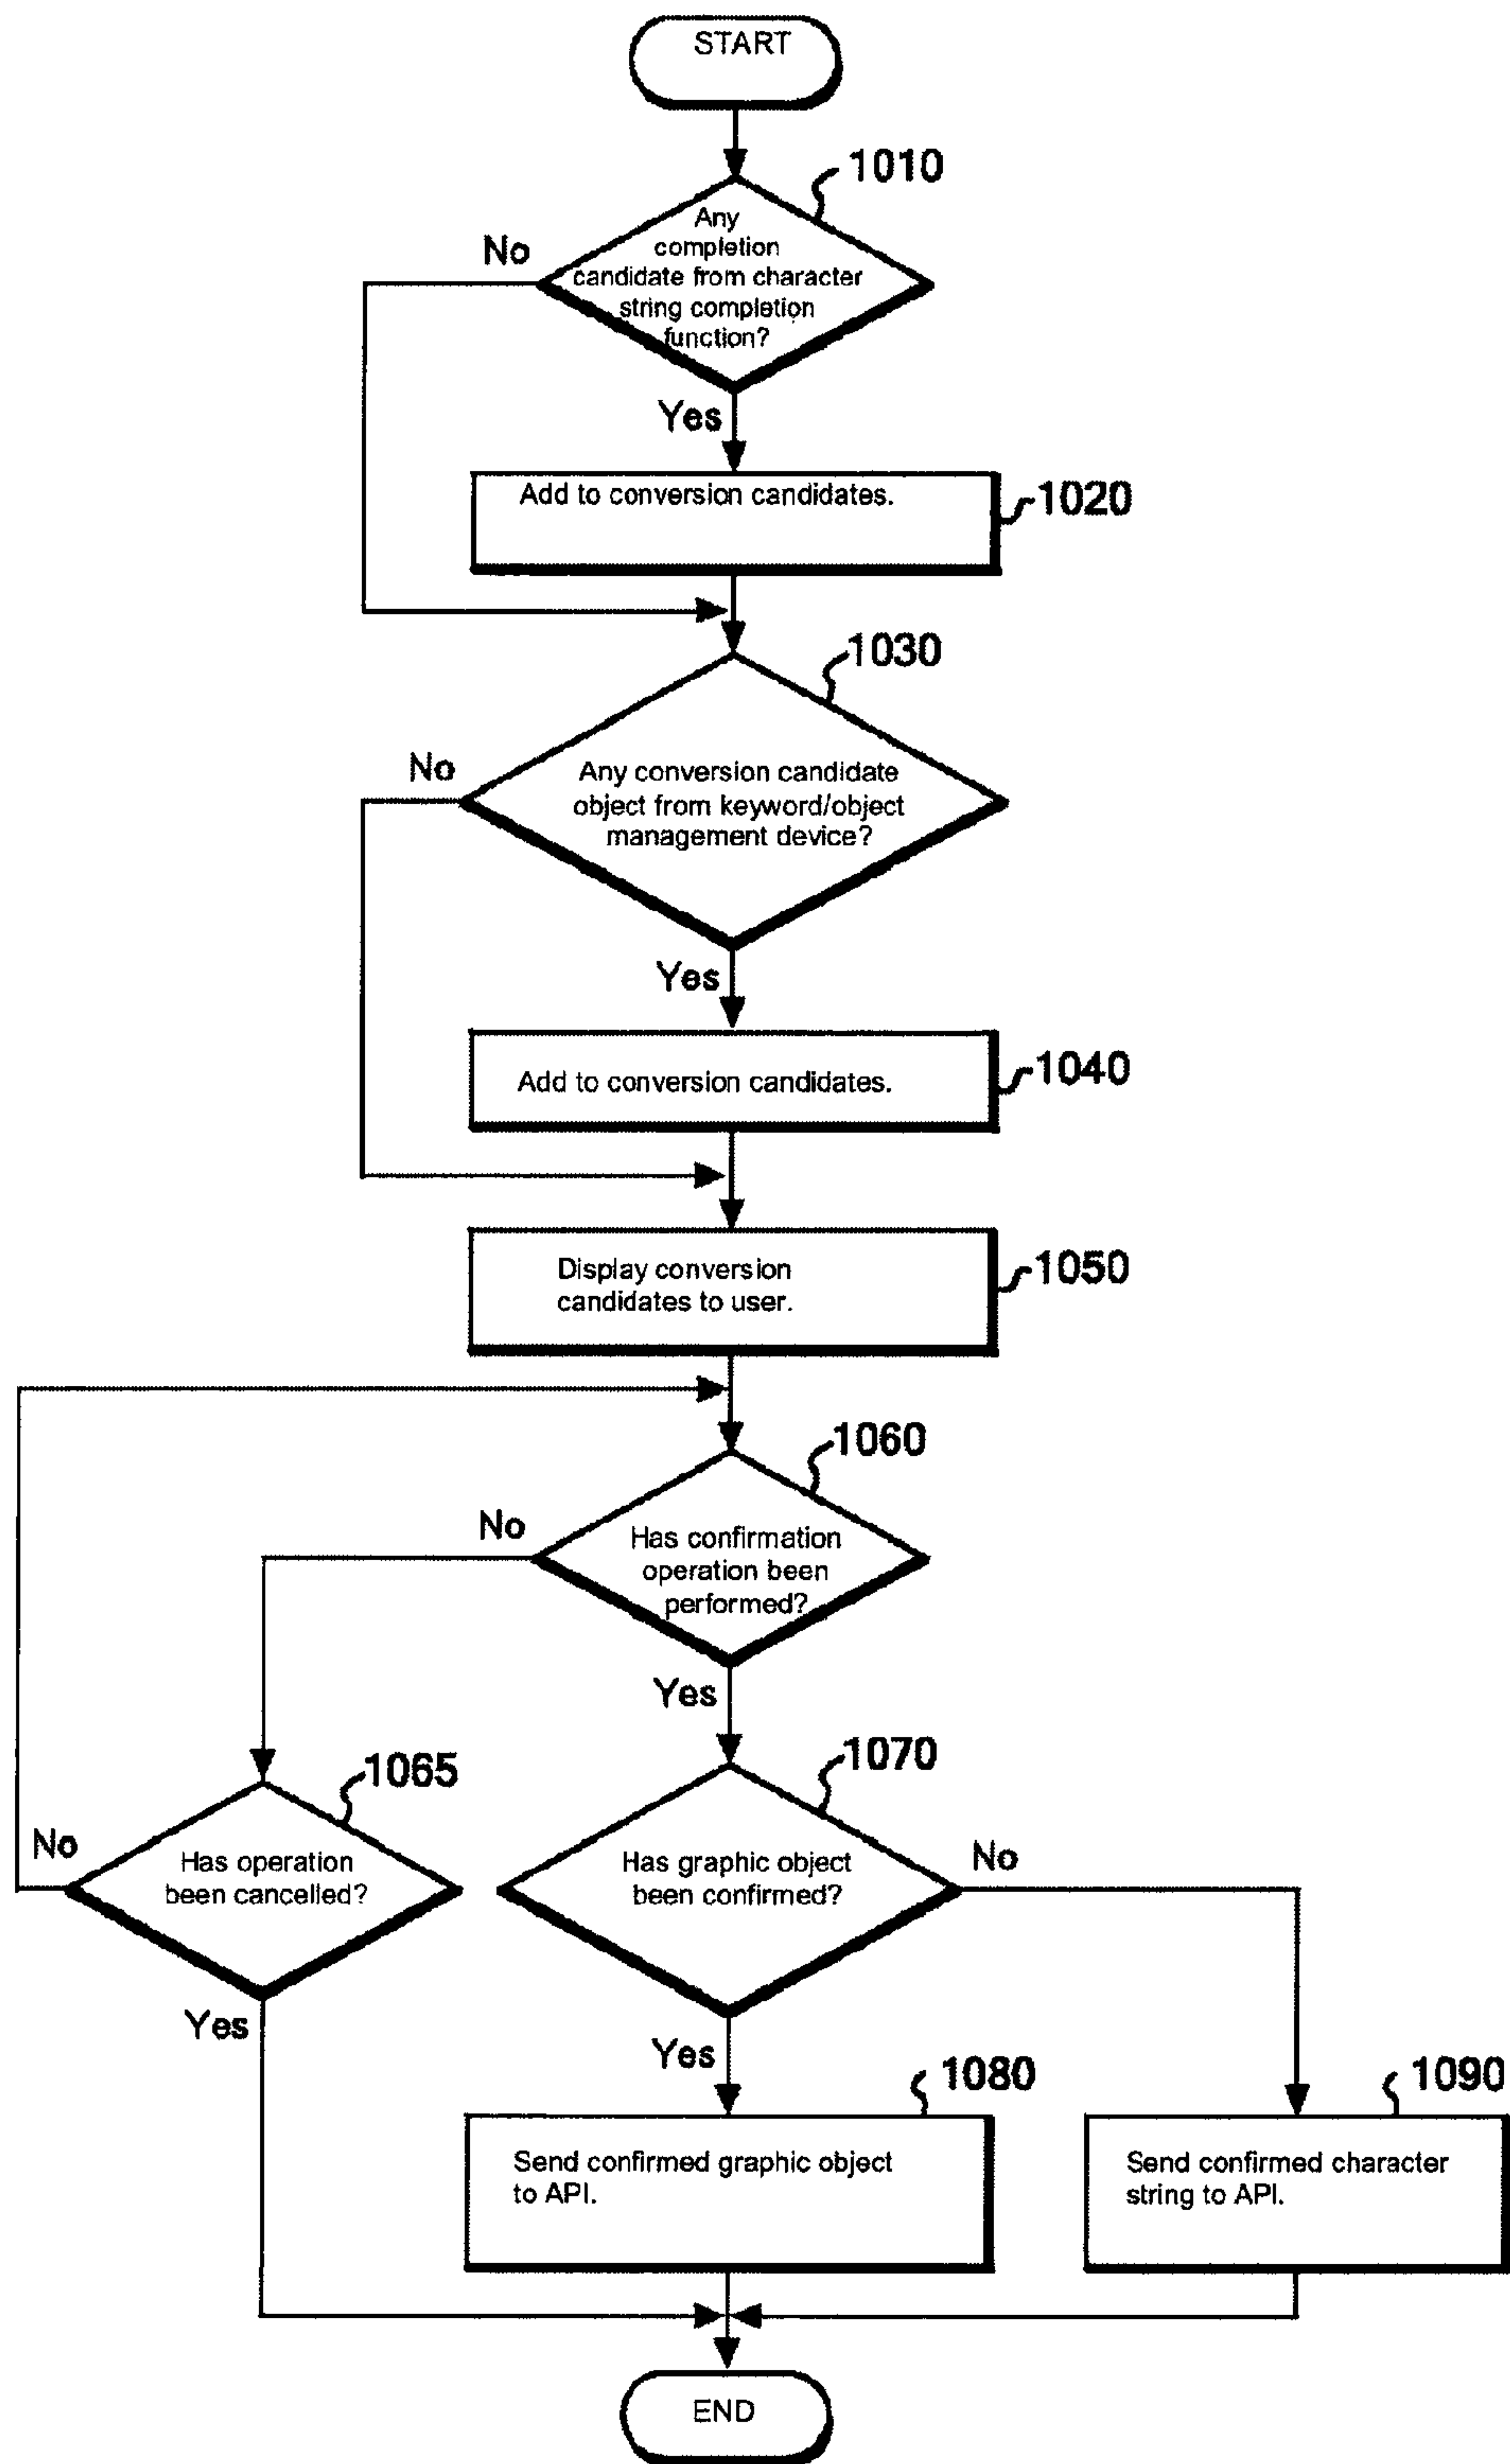 START
1010
Any
completion
candidate from character
string completion
function?
No
Yes
Add to conversion candidates.
1020
1030
Any conversion candidate
object from keyword/object
management device?
No
Yes
Add to conversion candidates.
1040
Display conversion
candidates to user.
1050
1060
Has confirmation
operation been
performed?
No
Yes
1065
Has operation
been cancelled?
No
Yes
1070
Has graphic object
been confirmed?
No
Yes
1080
Send confirmed graphic object
to API.
1090
Send confirmed character
string to API.
END